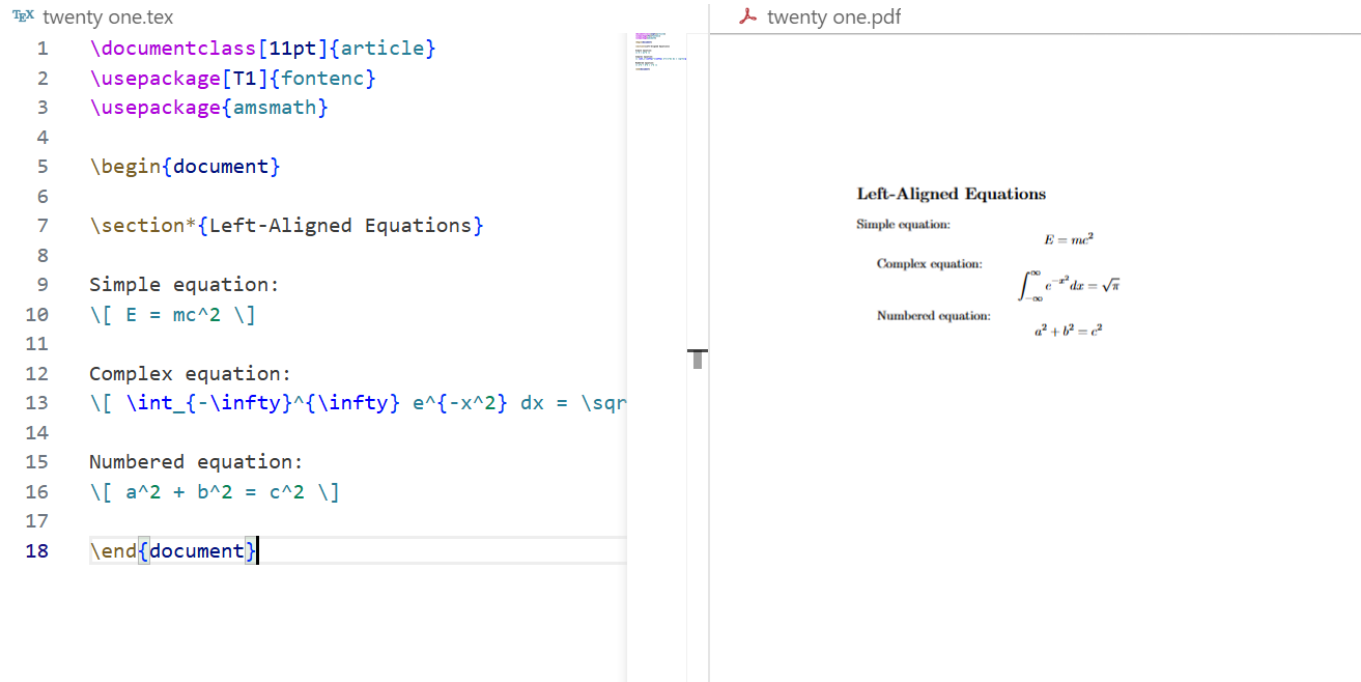 TEX twenty one.tex
1 \documentclass[11pt]{article}
2 \usepackage[T1]{fontenc}
3 \usepackage{amsmath}
4
5 \begin{document}
6
7 \section*{Left-Aligned Equations}
8
9 Simple equation:
10 \[ E = mc^2 \]
11
12 Complex equation:
13 \[ \int_{-\infty}^{\infty} e^{-x^2} dx = \sqr
14
15 Numbered equation:
16 \[ a^2 + b^2 = c^2 \]
17
18 \end{document}
twenty one.pdf
Left-Aligned Equations
Simple equation:
E = mc²
Complex equation:
∫_{-∞}^{∞} e^{-x²} dx = √π
Numbered equation:
a² + b² = c²